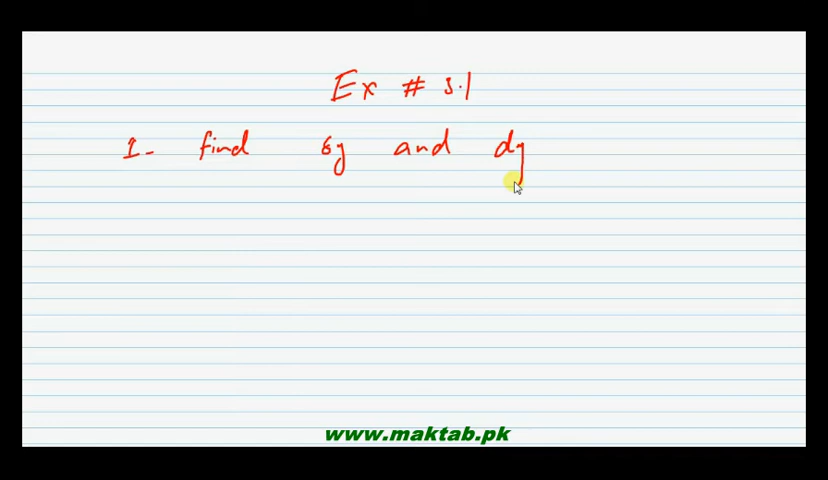 Ex # 3.1
1- find δy and dy
www.maktab.pk